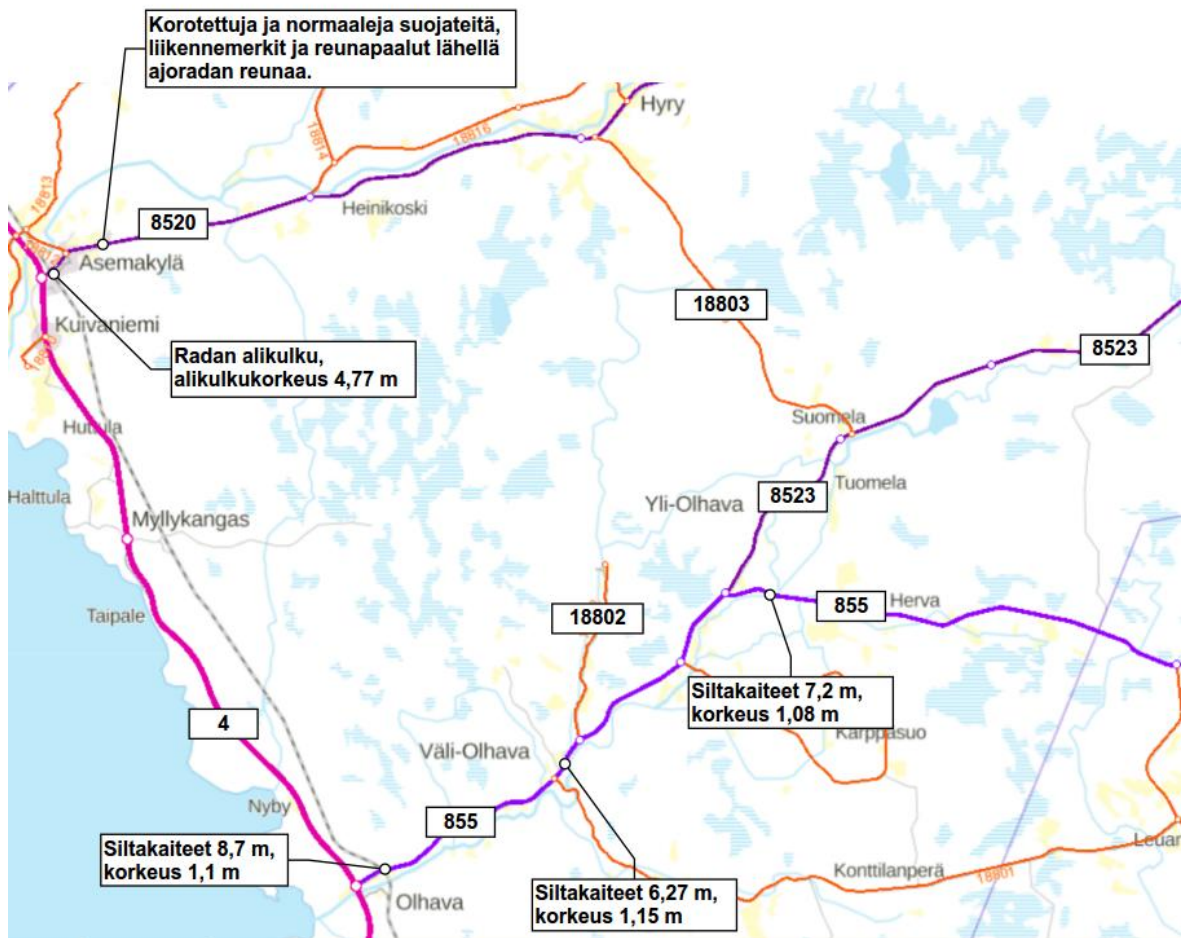 Korotettuja ja normaaleja suojateitä,
liikennemerkit ja reunapaalut lähellä
ajoradan reunaa.
Hyry
18814
18816
18813
8520
Heinikoski
Asemakylä
18803
Kuivaniemi
8523
Radan alikulku,
alikulkukorkeus 4,77 m
Suomela
Huttula
Tuomela
8523
Halttula
Yli-Olhava
Myllykangas
Herva
855
Taipale
18802
Siltakaiteet 7,2 m,
korkeus 1,08 m
4
Karppasuo
Väli-Olhava
Nyby
855
Leuan
Siltakaiteet 8,7 m,
korkeus 1,1 m
Konttilanperä
18801
Siltakaiteet 6,27 m,
korkeus 1,15 m
Olhava